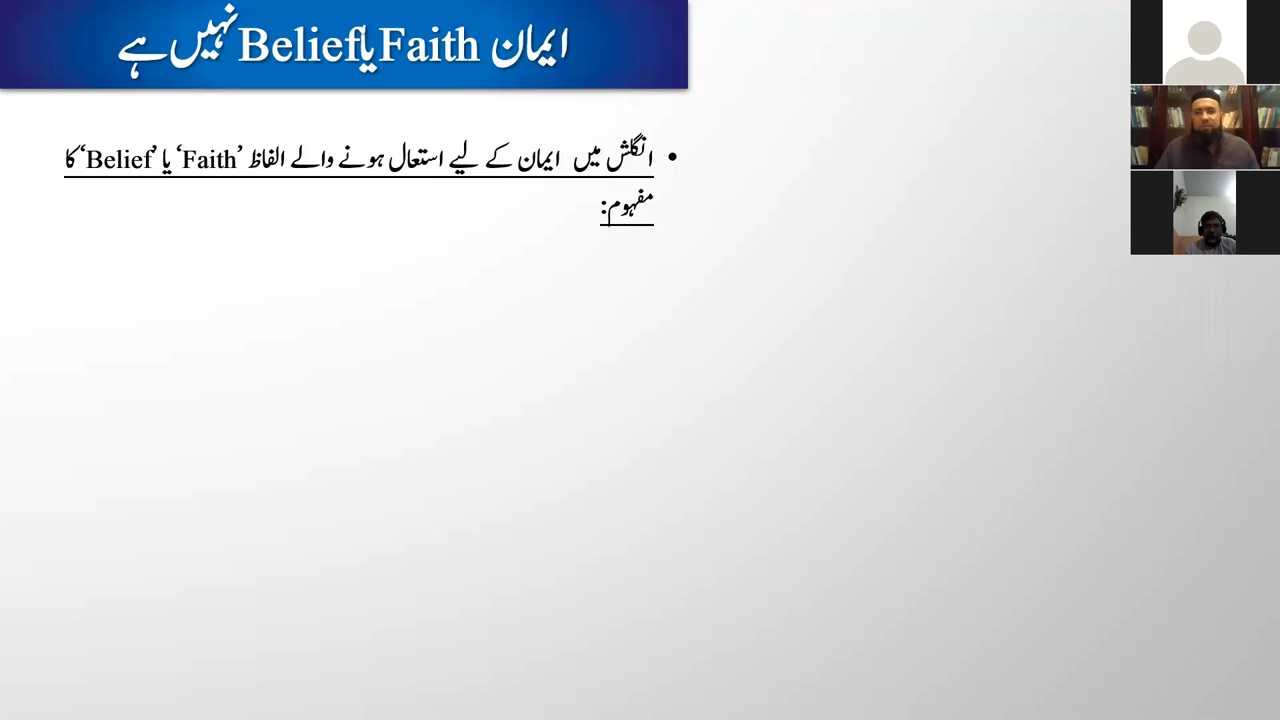 ایمان Faith یا Belief نہیں ہے
• انگلش میں ایمان کے لیے استعال ہونے والے الفاظ ’Faith‘ یا ’Belief‘ کا
مفہوم: